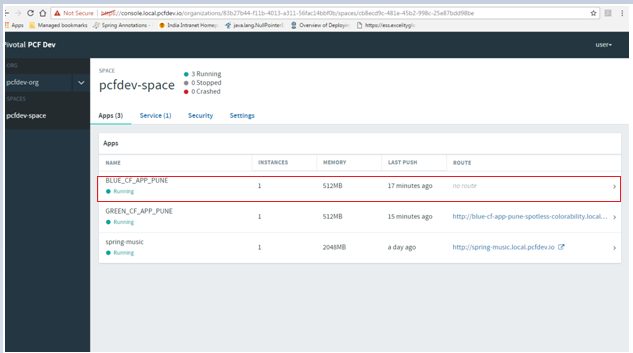 Not Secure https://console.local.pcfdev.io/organizations/83b27b44-f11b-4013-a311-56fac14bbf0b/spaces/cb8ecd9c-481e-45b2-998c-25e87bdd98be
Apps Managed bookmarks Spring Annotations - India Intranet Homep java.lang.NullPointerE Overview of Deploym https://ess.excelityglo
Pivotal PCF Dev user
ORG
pcfdev-org
SPACES
pcfdev-space
SPACE
pcfdev-space
3 Running
0 Stopped
0 Crashed
Apps (3) Service (1) Security Settings
Apps
NAME INSTANCES MEMORY LAST PUSH ROUTE
BLUE_CF_APP_PUNE 1 512MB 17 minutes ago no route
Running
GREEN_CF_APP_PUNE 1 512MB 15 minutes ago http://blue-cf-app-pune-spotless-colorability.local...
Running
spring-music 1 2048MB a day ago http://spring-music.local.pcfdev.io
Running